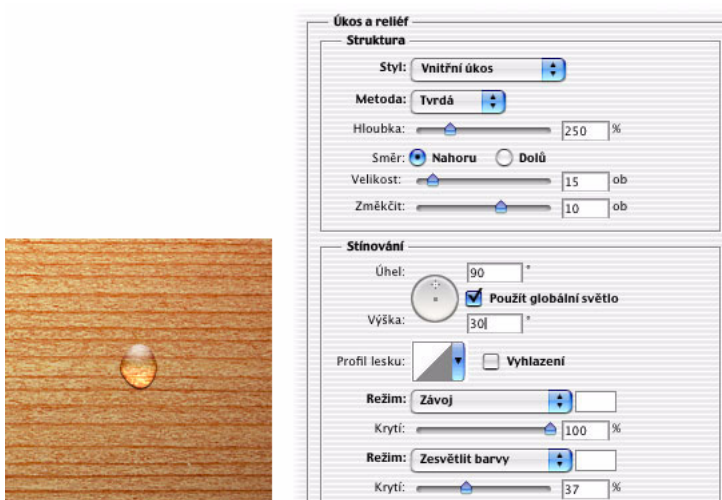 Úkos a reliéf
Struktura
Styl: Vnitřní úkos
Metoda: Tvrdá
Hloubka: 250 %
Směr: Nahoru Dolů
Velikost: 15 ob
Změkčit: 10 ob
Stínování
Úhel: 90 °
Použít globální světlo
Výška: 30 °
Profil lesku: Vyhlazení
Režim: Závoj
Krytí: 100 %
Režim: Zesvětlit barvy
Krytí: 37 %